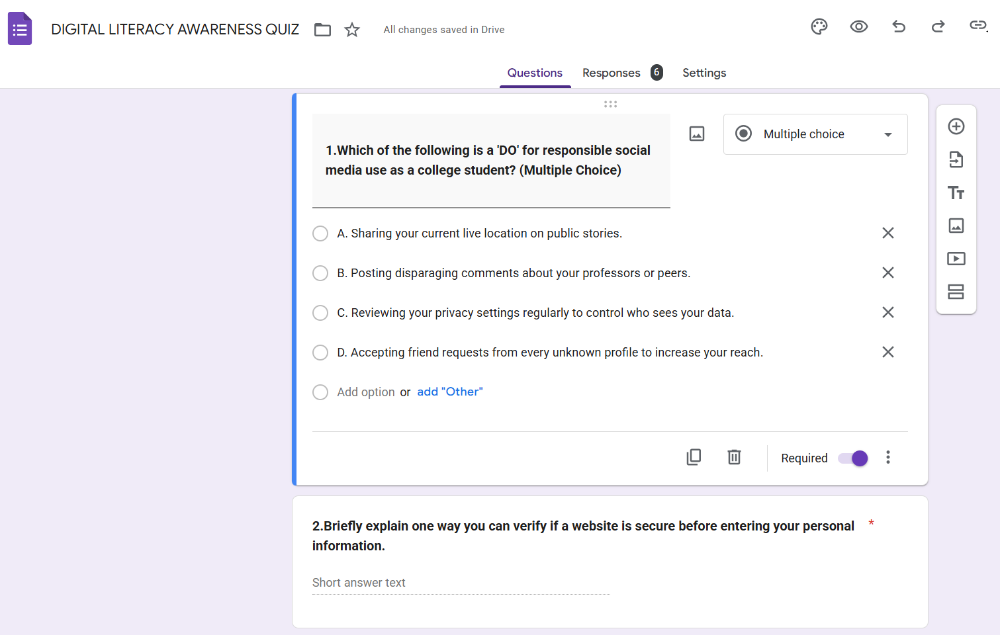 DIGITAL LITERACY AWARENESS QUIZ
All changes saved in Drive
Questions
Responses 6
Settings
1.Which of the following is a 'DO' for responsible social
media use as a college student? (Multiple Choice)
Multiple choice
A. Sharing your current live location on public stories.
B. Posting disparaging comments about your professors or peers.
C. Reviewing your privacy settings regularly to control who sees your data.
D. Accepting friend requests from every unknown profile to increase your reach.
Add option or add "Other"
Required
2.Briefly explain one way you can verify if a website is secure before entering your personal *
information.
Short answer text